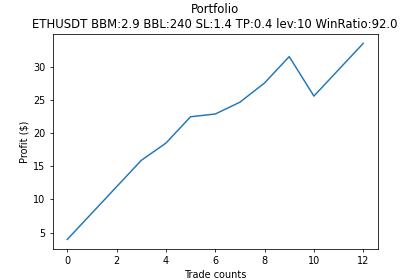 Portfolio
ETHUSDT BBM:2.9 BBL:240 SL:1.4 TP:0.4 lev:10 WinRatio:92.0
30
25
20
15
10
5
Profit ($)
0 2 4 6 8 10 12
Trade counts